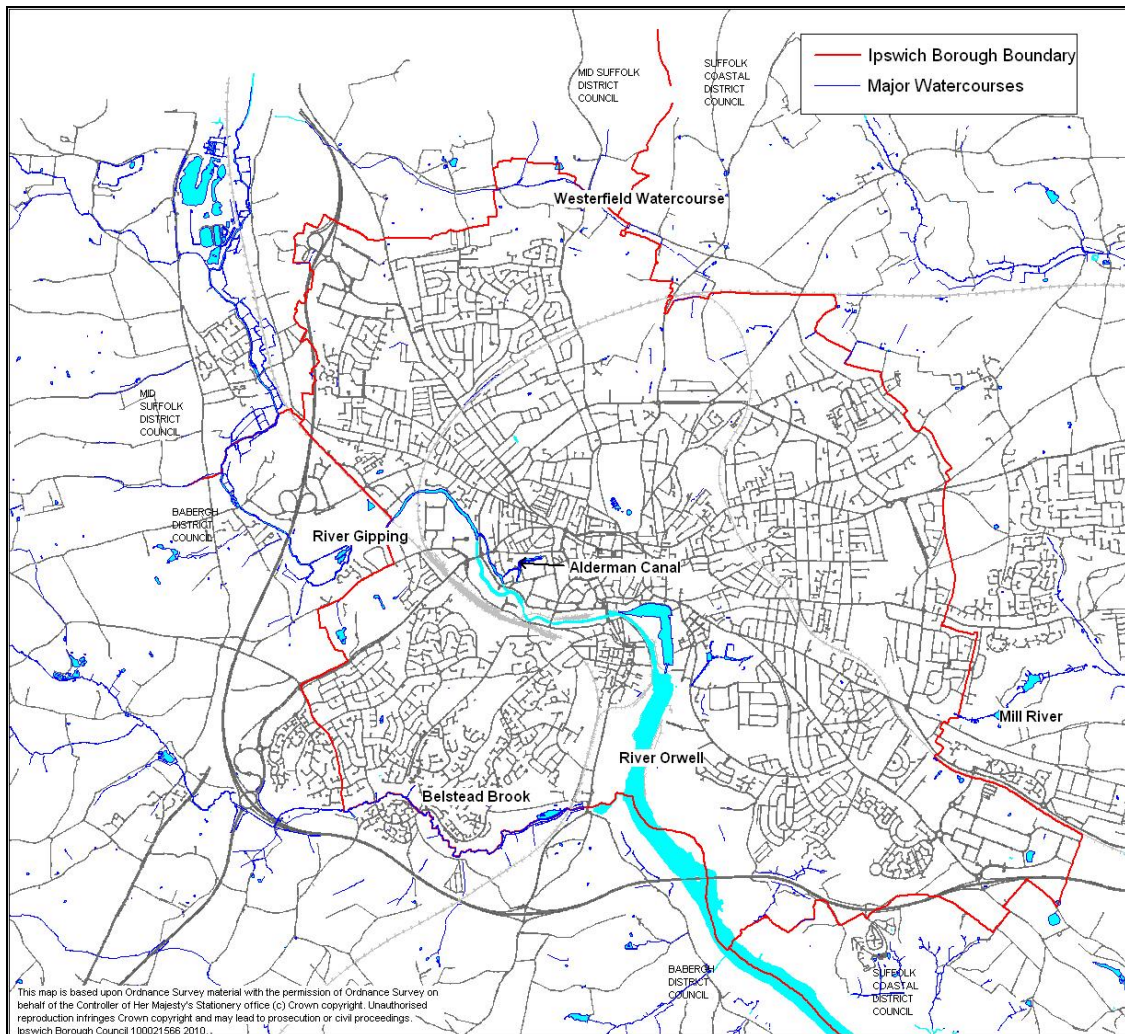 Ipswich Borough Boundary
Major Watercourses
MID SUFFOLK
DISTRICT
COUNCIL
SUFFOLK
COASTAL
DISTRICT
COUNCIL
Westerfield Watercourse
MID
SUFFOLK
DISTRICT
COUNCIL
BABERGH
DISTRICT
COUNCIL
River Gipping
Alderman Canal
Mill River
River Orwell
Belstead Brook
BABERGH
DISTRICT
COUNCIL
SUFFOLK
COASTAL
DISTRICT
COUNCIL
This map is based upon Ordnance Survey material with the permission of Ordnance Survey on
behalf of the Controller of Her Majesty's Stationery office (c) Crown copyright. Unauthorised
reproduction infringes Crown copyright and may lead to prosecution or civil proceedings.
Ipswich Borough Council 100021566 2010.